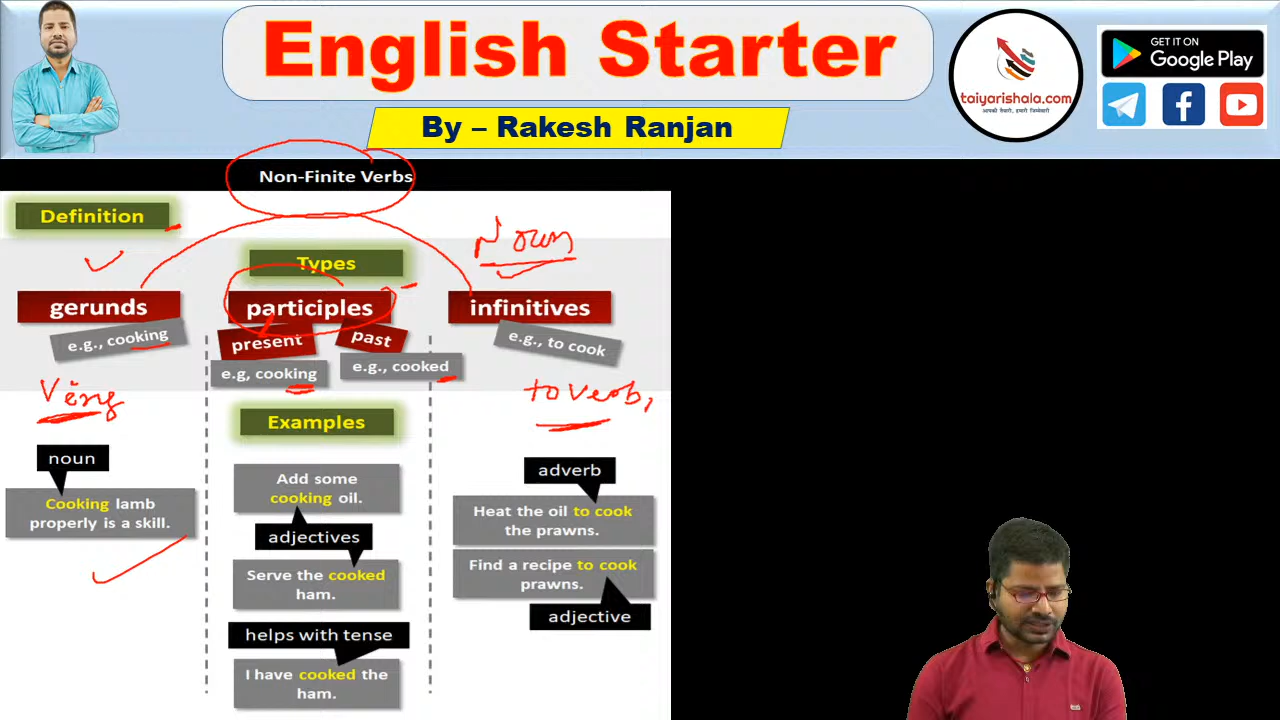 English Starter
By – Rakesh Ranjan
taiyarishala.com
आपकी तैयारी, हमारी जिम्मेदारी
GET IT ON
Google Play
Non-Finite Verbs
Definition
Noun
Types
gerunds
participles
infinitives
e.g., cooking
present
past
e.g., to cook
e.g, cooking
e.g., cooked
Ving
to verb,
Examples
noun
adverb
Cooking lamb
properly is a skill.
Add some
cooking oil.
adjectives
Serve the cooked
ham.
helps with tense
I have cooked the
ham.
Heat the oil to cook
the prawns.
Find a recipe to cook
prawns.
adjective